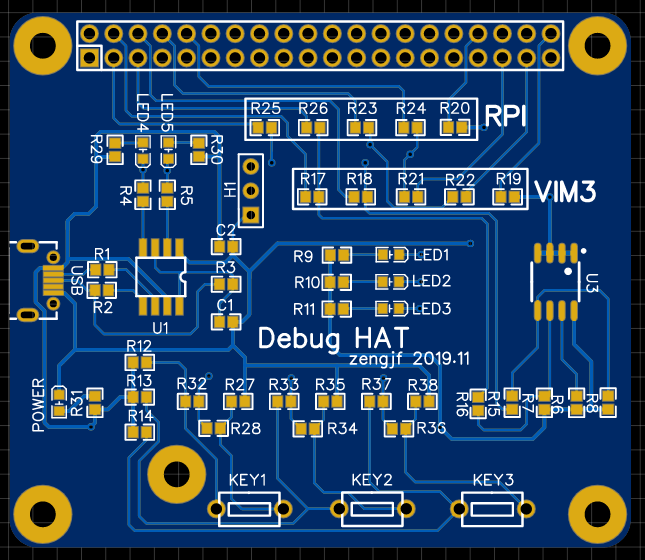 R25 R26 R23 R24 R20 RPI
LED4 LED5
R29 R30
R17 R18 R21 R22 R19 VIM3
R4 R5 H1
C2
R9 LED1
R1 R3 USB
R10 LED2
U3
R2
R11 LED3
C1
U1
Debug HAT
zengjf 2019.11
R12
R13
R14
POWER R31
R32 R27 R33 R35 R37 R38
R28 R34 R36
R16 R15 R7 R6 R8
KEY1 KEY2 KEY3